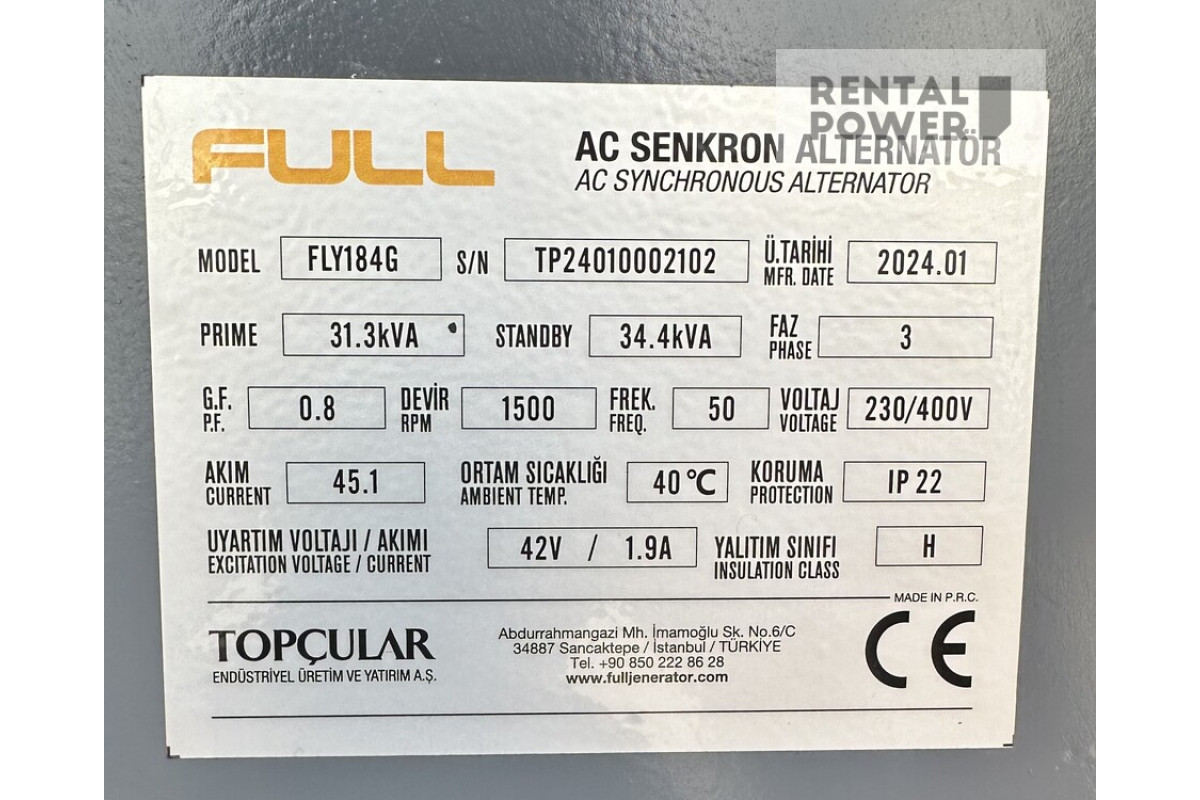 RENTAL
POWER
FULL
AC SENKRON ALTERNATÖR
AC SYNCHRONOUS ALTERNATOR
MODEL FLY184G S/N TP24010002102 Ü.TARİHİ 2024.01
MFR. DATE
PRIME 31.3kVA STANDBY 34.4kVA FAZ 3
PHASE
G.F. 0.8 DEVİR 1500 FREK. 50 VOLTAJ 230/400V
P.F. RPM FREQ. VOLTAGE
AKIM 45.1 ORTAM SICAKLIĞI 40°C KORUMA IP 22
CURRENT AMBIENT TEMP. PROTECTION
UYARTIM VOLTAJI / AKIMI 42V / 1.9A YALITIM SINIFI H
EXCITATION VOLTAGE / CURRENT INSULATION CLASS
MADE IN P.R.C.
TOPÇULAR
ENDÜSTRİYEL ÜRETİM VE YATIRIM A.Ş.
Abdurrahmangazi Mh. İmamoğlu Sk. No.6/C
34887 Sancaktepe / İstanbul / TÜRKİYE
Tel. +90 850 222 86 28
www.fulljenerator.com
CE